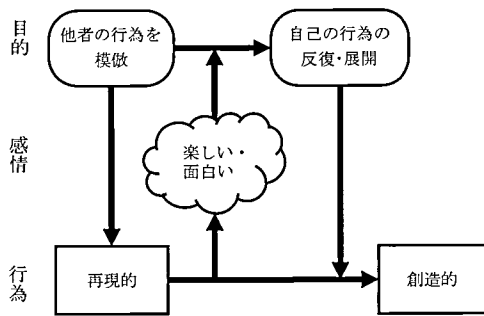 目的
他者の行為を
模倣
自己の行為の
反復・展開
感情
楽しい・
面白い
行為
再現的
創造的